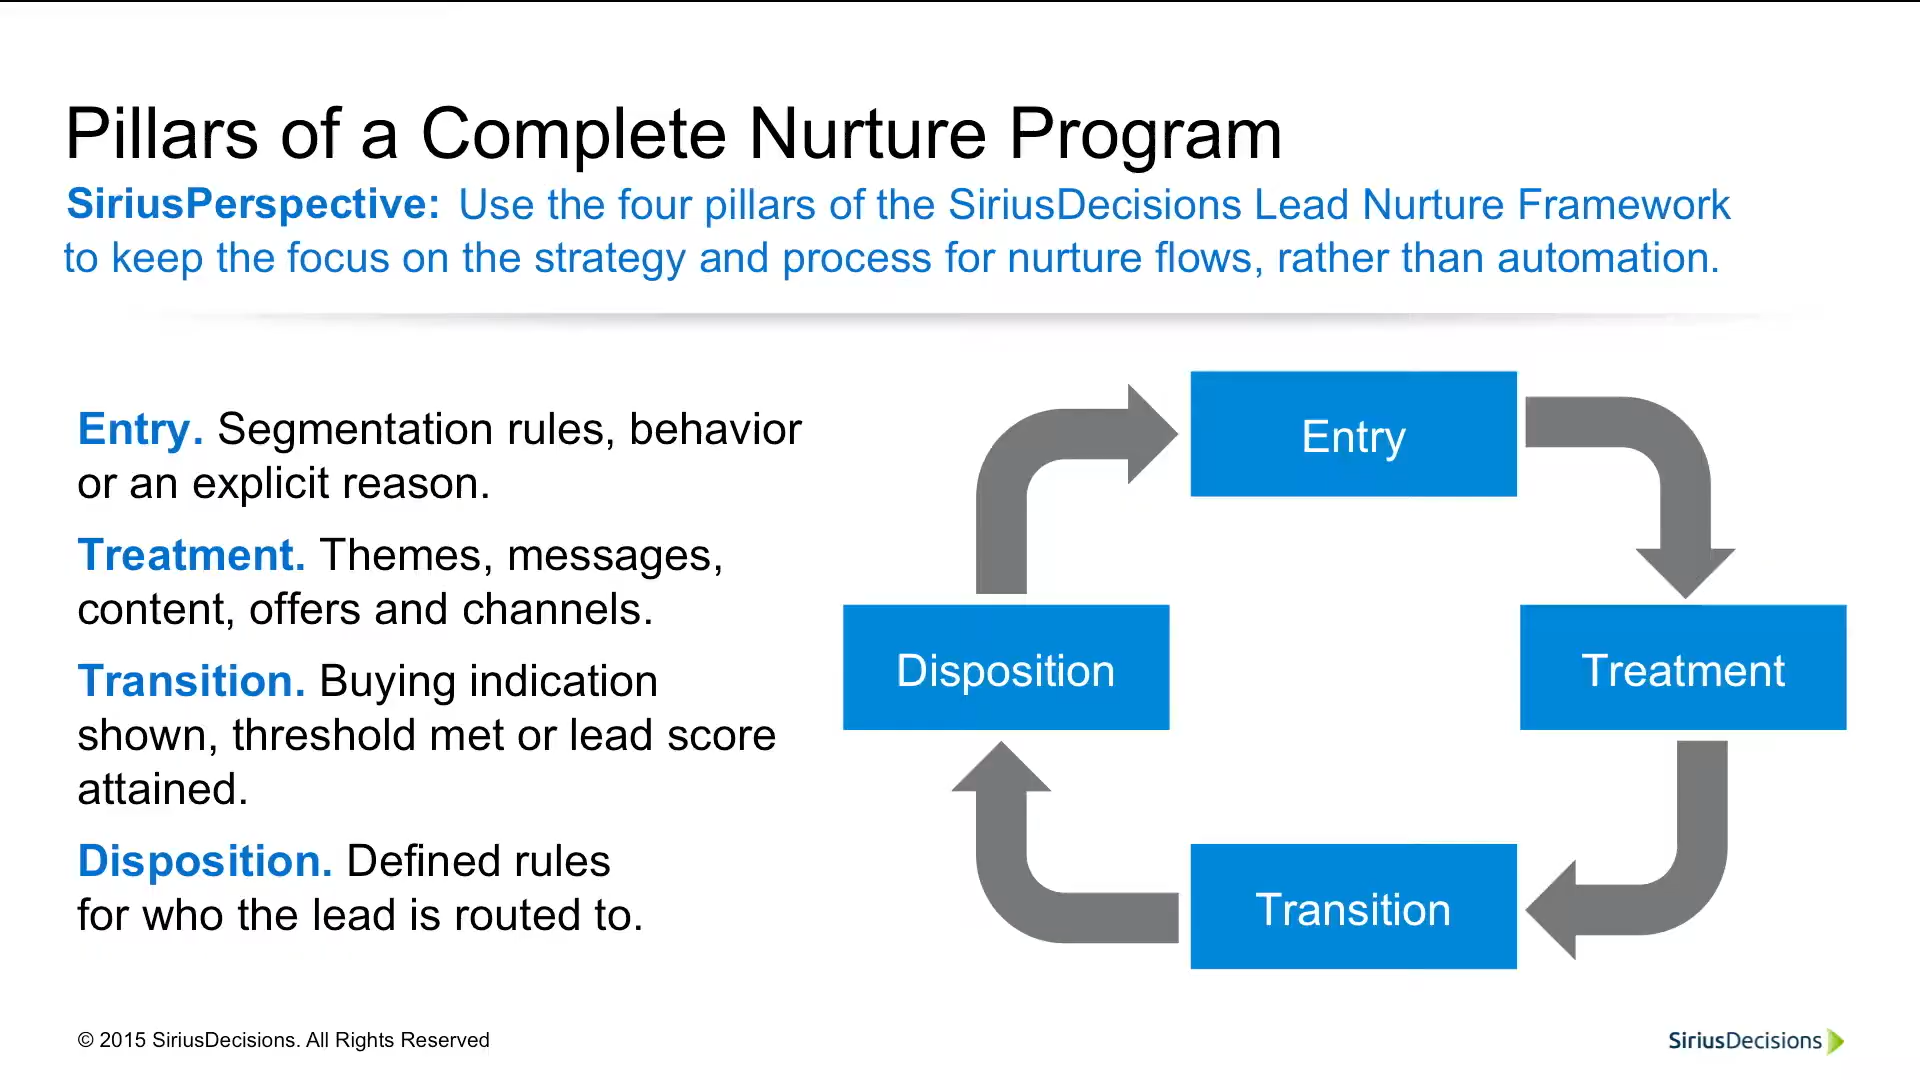 Pillars of a Complete Nurture Program
SiriusPerspective: Use the four pillars of the SiriusDecisions Lead Nurture Framework
to keep the focus on the strategy and process for nurture flows, rather than automation.
Entry. Segmentation rules, behavior
or an explicit reason.
Treatment. Themes, messages,
content, offers and channels.
Transition. Buying indication
shown, threshold met or lead score
attained.
Disposition. Defined rules
for who the lead is routed to.
Entry
Disposition
Treatment
Transition
© 2015 SiriusDecisions. All Rights Reserved
SiriusDecisions